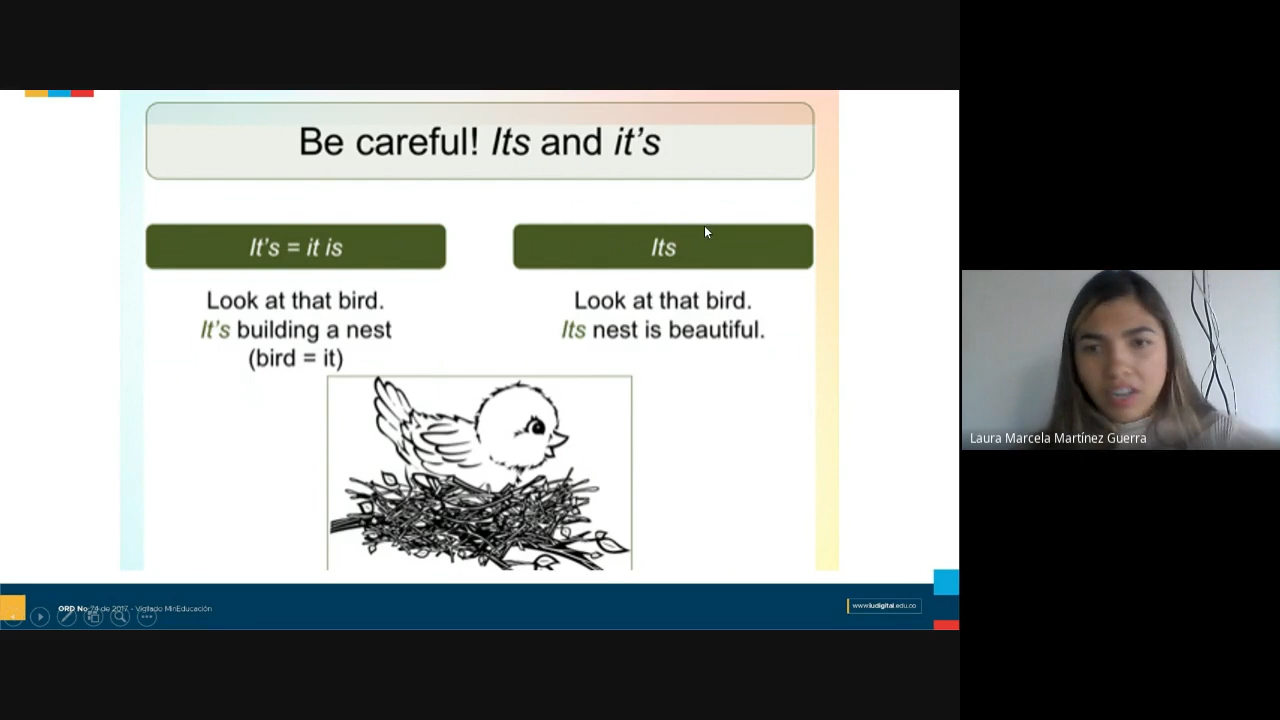 Be careful! Its and it's
It's = it is
Look at that bird.
It's building a nest
(bird = it)
Its
Look at that bird.
Its nest is beautiful.
Laura Marcela Martínez Guerra
ORD No 74 de 2017 - Vigilado MinEducación
www.iudigital.edu.co